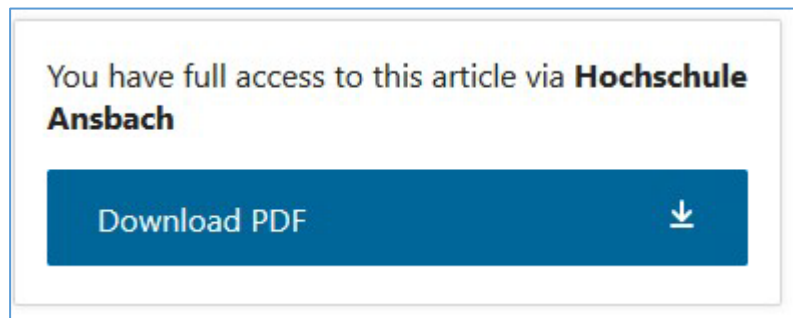 You have full access to this article via Hochschule
Ansbach
Download PDF